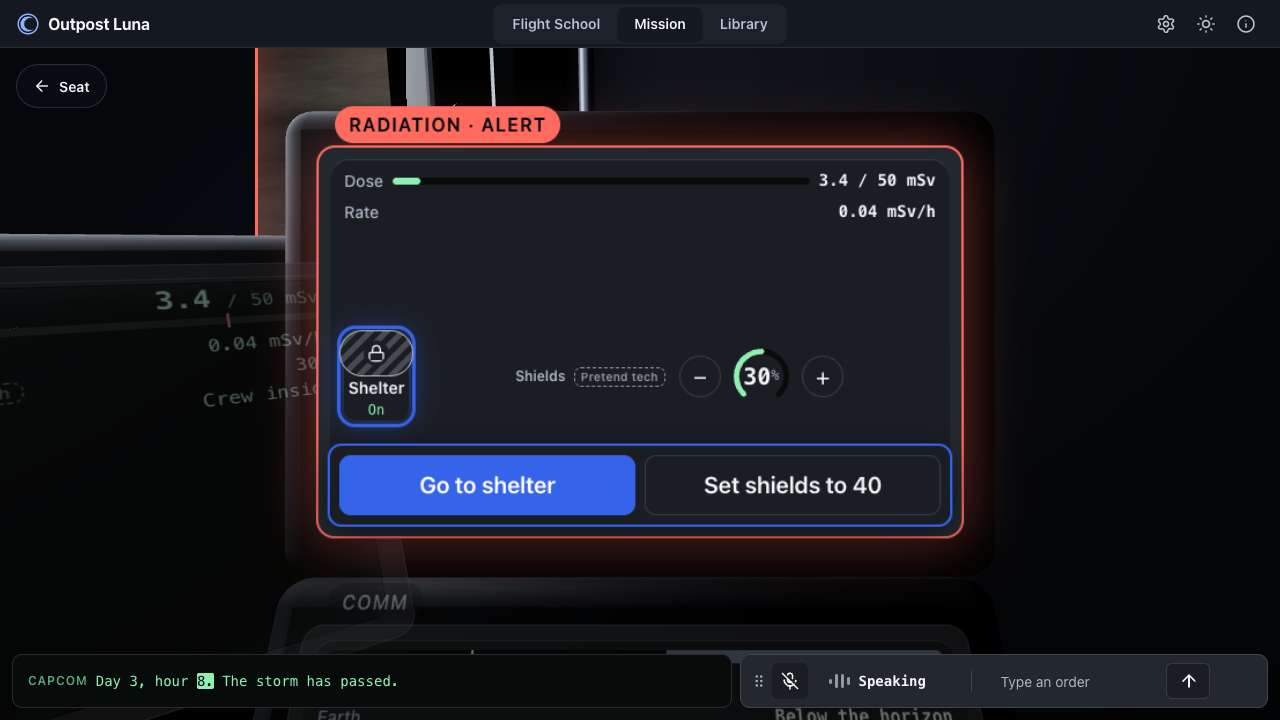 Outpost Luna
Flight School
Mission
Library
Seat
RADIATION · ALERT
Dose
3.4 / 50 mSv
Rate
0.04 mSv/h
3.4 / 50 mSv
0.04 mSv/
30
Crew insid
Shelter
On
Shields
Pretend tech
−
30%
+
Go to shelter
Set shields to 40
COMM
CAPCOM Day 3, hour 8. The storm has passed.
Speaking
Type an order
Earth
Below the horizon